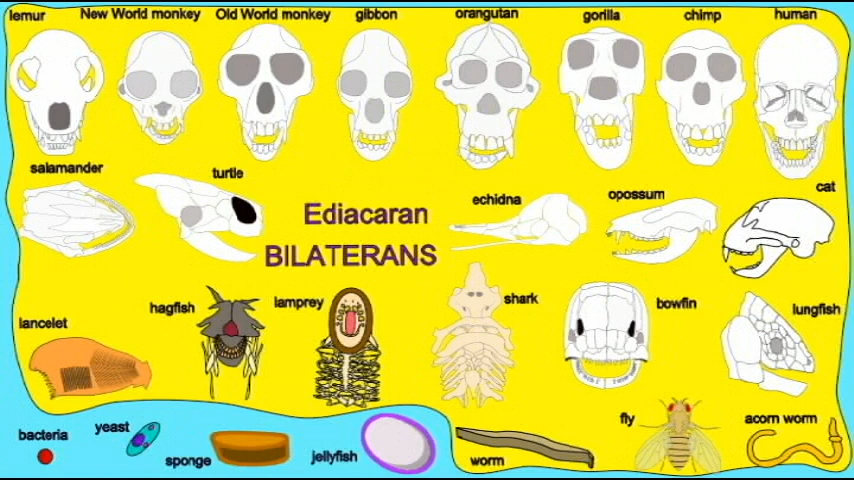 lemur
New World monkey
Old World monkey
gibbon
orangutan
gorilla
chimp
human
salamander
turtle
echidna
opossum
cat
Ediacaran
BILATERANS
lancelet
hagfish
lamprey
shark
bowfin
lungfish
bacteria
yeast
sponge
jellyfish
worm
fly
acorn worm